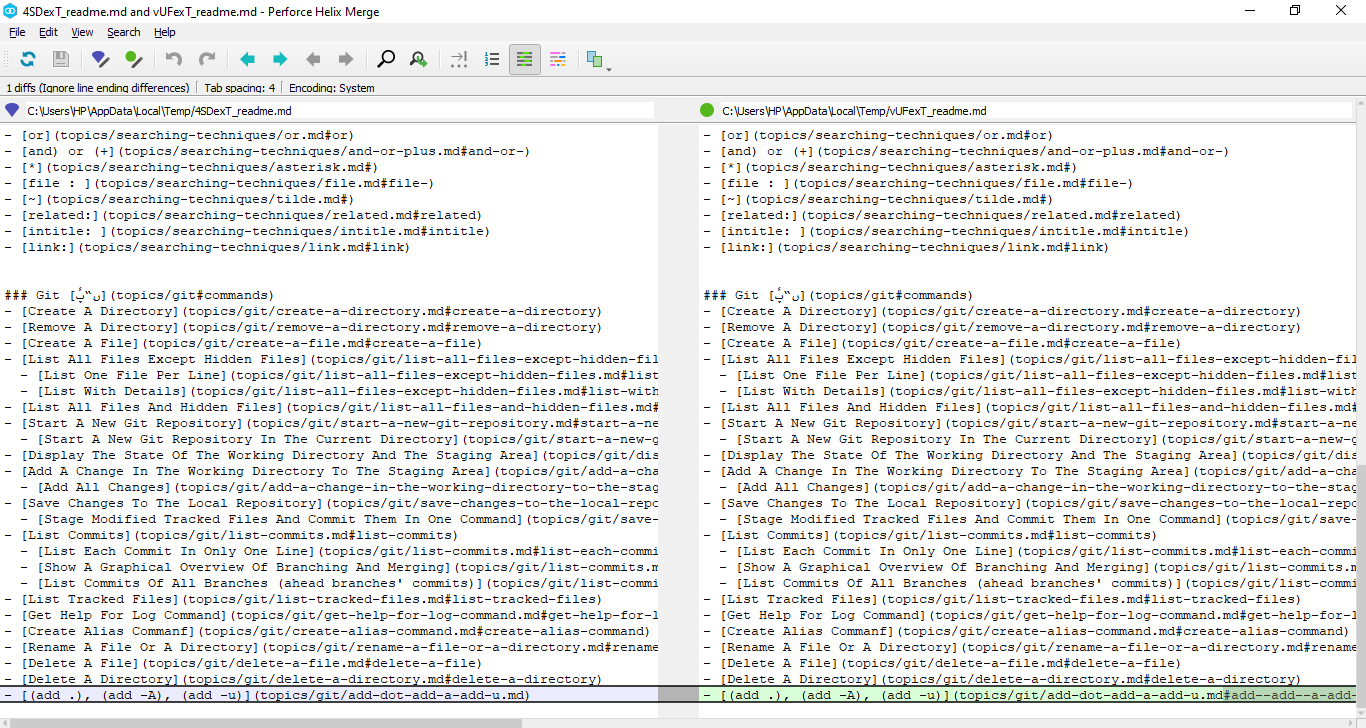 4SDexT_readme.md and vUFexT_readme.md - Perforce Helix Merge
File Edit View Search Help
1 diffs (Ignore line ending differences) Tab spacing: 4 Encoding: System
C:\Users\HP\AppData\Local\Temp/4SDexT_readme.md
- [or](topics/searching-techniques/or.md#or)
- [and) or (+](topics/searching-techniques/and-or-plus.md#and-or-)
- [*](topics/searching-techniques/asterisk.md#)
- [file : ](topics/searching-techniques/file.md#file-)
- [~](topics/searching-techniques/tilde.md#)
- [related:](topics/searching-techniques/related.md#related)
- [intitle: ](topics/searching-techniques/intitle.md#intitle)
- [link:](topics/searching-techniques/link.md#link)
### Git [](topics/git#commands)
- [Create A Directory](topics/git/create-a-directory.md#create-a-directory)
- [Remove A Directory](topics/git/remove-a-directory.md#remove-a-directory)
- [Create A File](topics/git/create-a-file.md#create-a-file)
- [List All Files Except Hidden Files](topics/git/list-all-files-except-hidden-fil
- [List One File Per Line](topics/git/list-all-files-except-hidden-files.md#list
- [List With Details](topics/git/list-all-files-except-hidden-files.md#list-with
- [List All Files And Hidden Files](topics/git/list-all-files-and-hidden-files.md#
- [Start A New Git Repository](topics/git/start-a-new-git-repository.md#start-a-ne
- [Start A New Git Repository In The Current Directory](topics/git/start-a-new-g
- [Display The State Of The Working Directory And The Staging Area](topics/git/dis
- [Add A Change In The Working Directory To The Staging Area](topics/git/add-a-cha
- [Add All Changes](topics/git/add-a-change-in-the-working-directory-to-the-stag
- [Save Changes To The Local Repository](topics/git/save-changes-to-the-local-repo
- [Stage Modified Tracked Files And Commit Them In One Command](topics/git/save-
- [List Commits](topics/git/list-commits.md#list-commits)
- [List Each Commit In Only One Line](topics/git/list-commits.md#list-each-commi
- [Show A Graphical Overview Of Branching And Merging](topics/git/list-commits.m
- [List Commits Of All Branches (ahead branches' commits)](topics/git/list-commi
- [List Tracked Files](topics/git/list-tracked-files.md#list-tracked-files)
- [Get Help For Log Command](topics/git/get-help-for-log-command.md#get-help-for-l
- [Create Alias Commanf](topics/git/create-alias-command.md#create-alias-command)
- [Rename A File Or A Directory](topics/git/rename-a-file-or-a-directory.md#rename
- [Delete A File](topics/git/delete-a-file.md#delete-a-file)
- [Delete A Directory](topics/git/delete-a-directory.md#delete-a-directory)
- [(add .), (add -A), (add -u)](topics/git/add-dot-add-a-add-u.md)
C:\Users\HP\AppData\Local\Temp/vUFexT_readme.md
- [or](topics/searching-techniques/or.md#or)
- [and) or (+](topics/searching-techniques/and-or-plus.md#and-or-)
- [*](topics/searching-techniques/asterisk.md#)
- [file : ](topics/searching-techniques/file.md#file-)
- [~](topics/searching-techniques/tilde.md#)
- [related:](topics/searching-techniques/related.md#related)
- [intitle: ](topics/searching-techniques/intitle.md#intitle)
- [link:](topics/searching-techniques/link.md#link)
### Git [](topics/git#commands)
- [Create A Directory](topics/git/create-a-directory.md#create-a-directory)
- [Remove A Directory](topics/git/remove-a-directory.md#remove-a-directory)
- [Create A File](topics/git/create-a-file.md#create-a-file)
- [List All Files Except Hidden Files](topics/git/list-all-files-except-hidden-fil
- [List One File Per Line](topics/git/list-all-files-except-hidden-files.md#list
- [List With Details](topics/git/list-all-files-except-hidden-files.md#list-with
- [List All Files And Hidden Files](topics/git/list-all-files-and-hidden-files.md#
- [Start A New Git Repository](topics/git/start-a-new-git-repository.md#start-a-ne
- [Start A New Git Repository In The Current Directory](topics/git/start-a-new-g
- [Display The State Of The Working Directory And The Staging Area](topics/git/dis
- [Add A Change In The Working Directory To The Staging Area](topics/git/add-a-cha
- [Add All Changes](topics/git/add-a-change-in-the-working-directory-to-the-stag
- [Save Changes To The Local Repository](topics/git/save-changes-to-the-local-repo
- [Stage Modified Tracked Files And Commit Them In One Command](topics/git/save-
- [List Commits](topics/git/list-commits.md#list-commits)
- [List Each Commit In Only One Line](topics/git/list-commits.md#list-each-commi
- [Show A Graphical Overview Of Branching And Merging](topics/git/list-commits.m
- [List Commits Of All Branches (ahead branches' commits)](topics/git/list-commi
- [List Tracked Files](topics/git/list-tracked-files.md#list-tracked-files)
- [Get Help For Log Command](topics/git/get-help-for-log-command.md#get-help-for-l
- [Create Alias Commanf](topics/git/create-alias-command.md#create-alias-command)
- [Rename A File Or A Directory](topics/git/rename-a-file-or-a-directory.md#rename
- [Delete A File](topics/git/delete-a-file.md#delete-a-file)
- [Delete A Directory](topics/git/delete-a-directory.md#delete-a-directory)
- [(add .), (add -A), (add -u)](topics/git/add-dot-add-a-add-u.md#add--add--a-add-